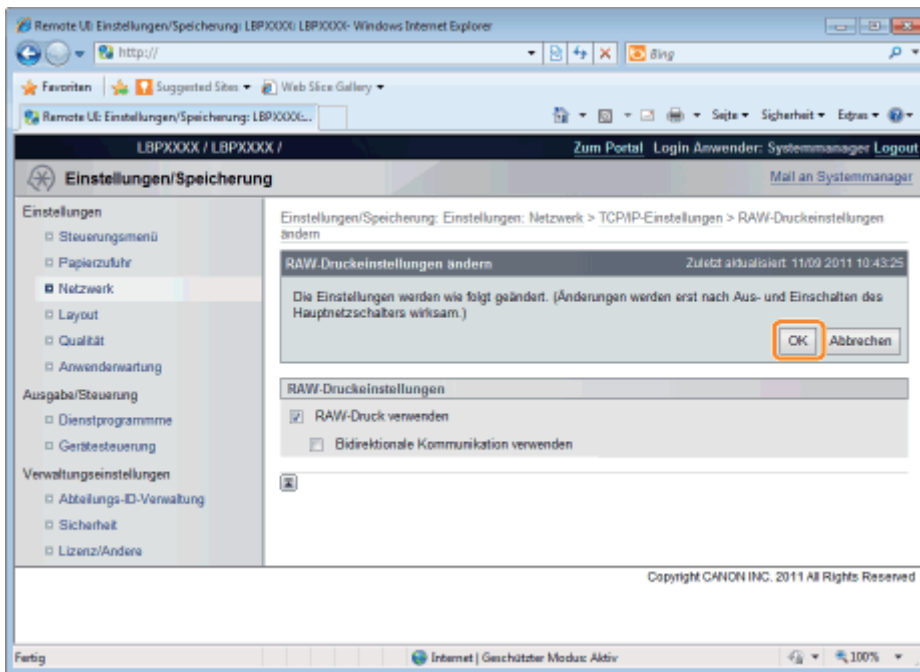 Remote UI: Einstellungen/Speicherung: LBPXXXX: LBPXXXX- Windows Internet Explorer
http://
Bing
Favoriten Suggested Sites Web Slice Gallery
Remote UI: Einstellungen/Speicherung: LBPXXXX:...
Seite Sicherheit Extras
LBPXXXX / LBPXXXX /
Zum Portal Login Anwender: Systemmanager Logout
Einstellungen/Speicherung
Mail an Systemmanager
Einstellungen
Steuerungsmenü
Papierzufuhr
Netzwerk
Layout
Qualität
Anwenderwartung
Ausgabe/Steuerung
Dienstprogrammme
Gerätesteuerung
Verwaltungseinstellungen
Abteilungs-ID-Verwaltung
Sicherheit
Lizenz/Andere
Einstellungen/Speicherung: Einstellungen: Netzwerk > TCP/IP-Einstellungen > RAW-Druckeinstellungen
ändern
RAW-Druckeinstellungen ändern
Zuletzt aktualisiert: 11/09 2011 10:43:25
Die Einstellungen werden wie folgt geändert. (Änderungen werden erst nach Aus- und Einschalten des
Hauptnetzschalters wirksam.)
OK Abbrechen
RAW-Druckeinstellungen
RAW-Druck verwenden
Bidirektionale Kommunikation verwenden
Copyright CANON INC. 2011 All Rights Reserved
Fertig
Internet | Geschützter Modus: Aktiv
100%